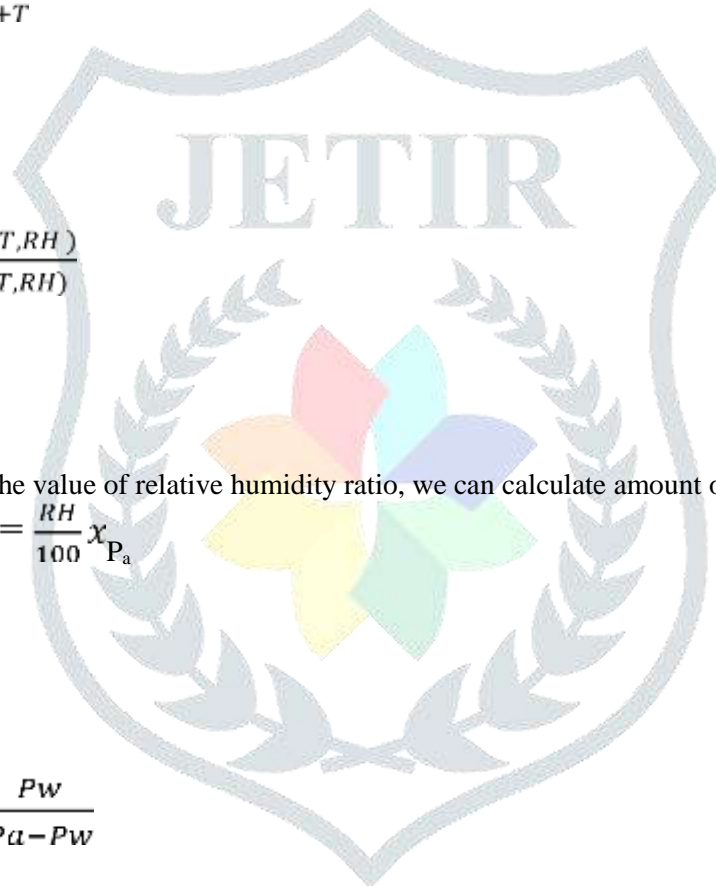 +T
JETIR
T,RH )
T,RH)
he value of relative humidity ratio, we can calculate amount o
= RH/100 x Pa
Pw
Pa−Pw